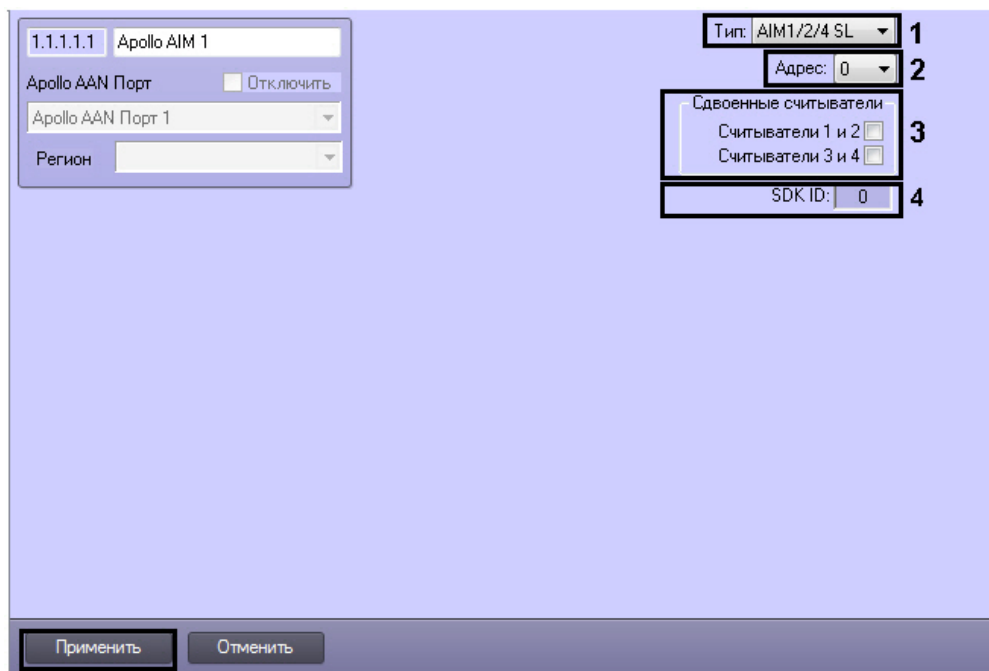 1.1.1.1.1 Apollo AIM 1
Apollo AAN Порт Отключить
Apollo AAN Порт 1
Регион
Тип: AIM1/2/4 SL 1
Адрес: 0 2
Сдвоенные считыватели
Считыватели 1 и 2
Считыватели 3 и 4
3
SDK ID: 0 4
Применить Отменить